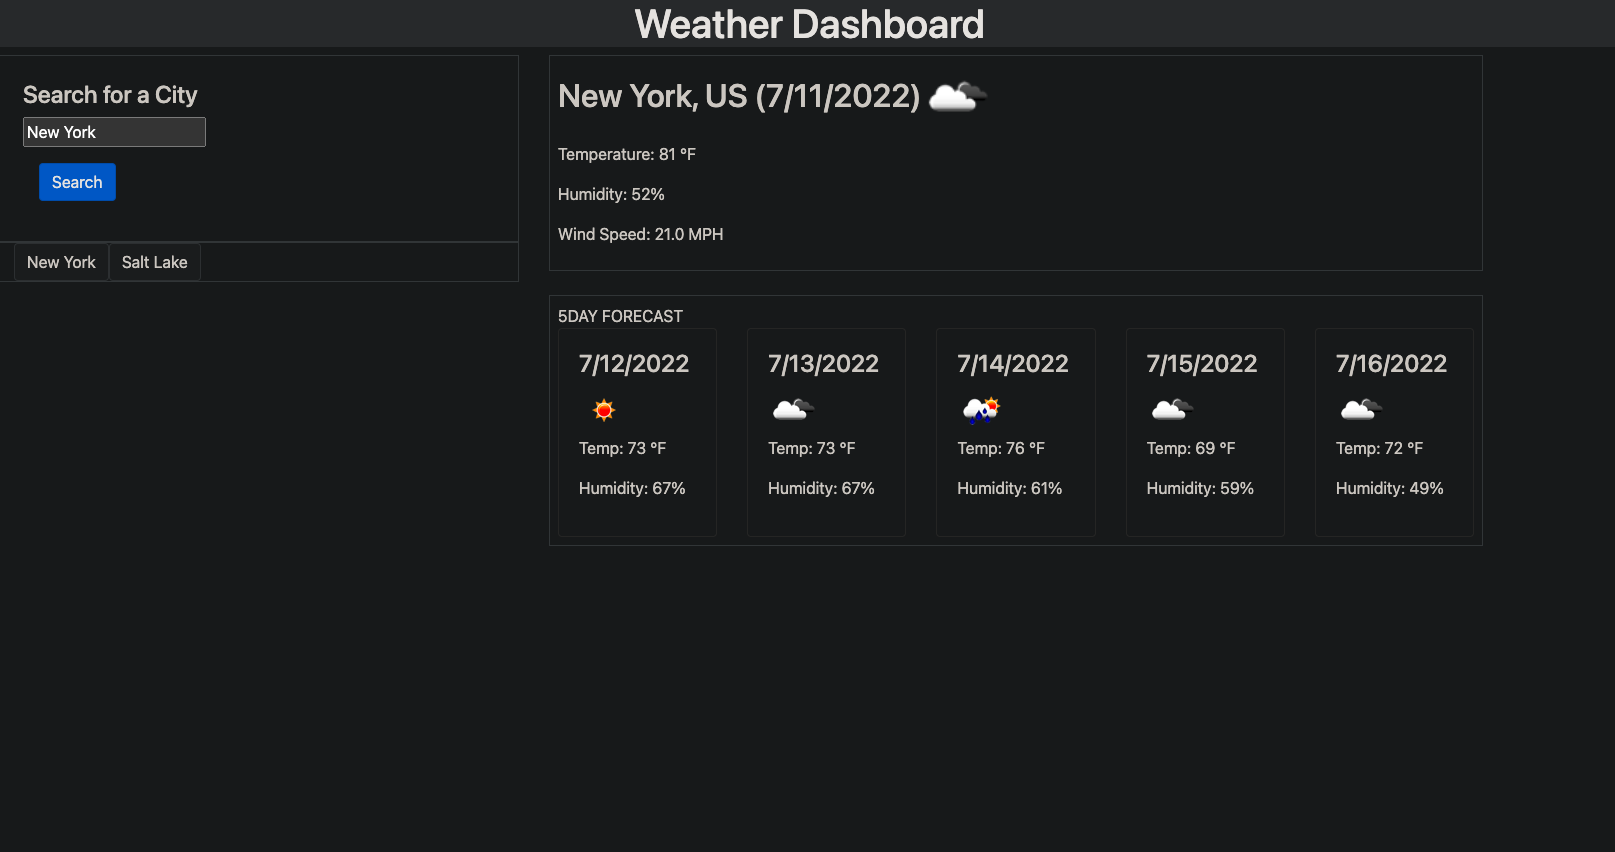 Weather Dashboard
Search for a City
New York
Search
New York
Salt Lake
New York, US (7/11/2022)
Temperature: 81 °F
Humidity: 52%
Wind Speed: 21.0 MPH
5DAY FORECAST
7/12/2022
Temp: 73 °F
Humidity: 67%
7/13/2022
Temp: 73 °F
Humidity: 67%
7/14/2022
Temp: 76 °F
Humidity: 61%
7/15/2022
Temp: 69 °F
Humidity: 59%
7/16/2022
Temp: 72 °F
Humidity: 49%